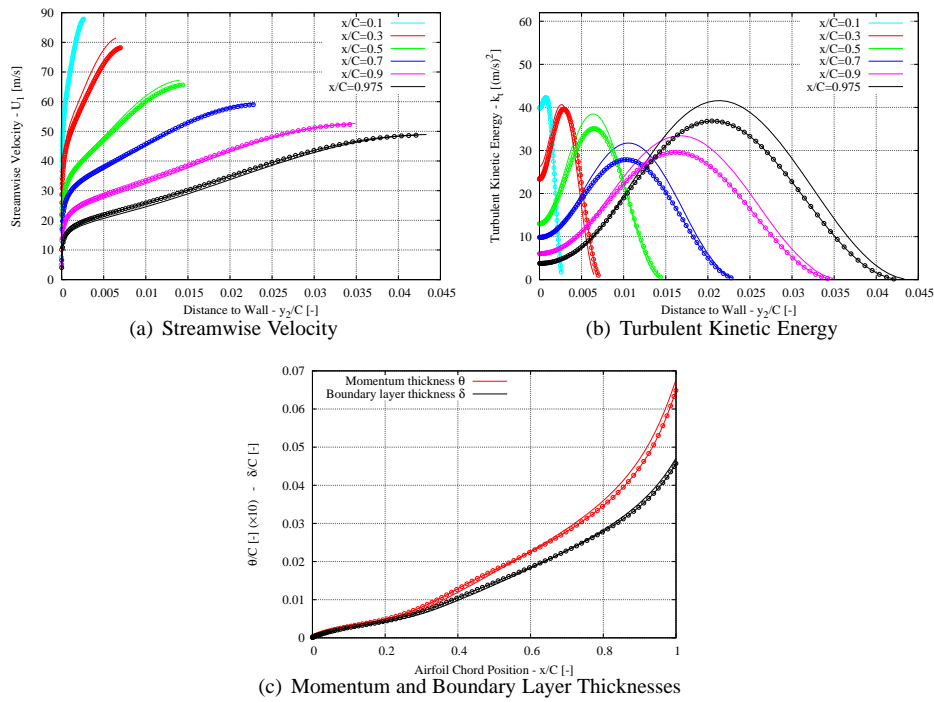 90
80
70
60
50
40
30
20
10
0
Streamwise Velocity - U₁ [m/s]
x/C=0.1
x/C=0.3
x/C=0.5
x/C=0.7
x/C=0.9
x/C=0.975
0 0.005 0.01 0.015 0.02 0.025 0.03 0.035 0.04 0.045
Distance to Wall - y₂/C [-]
(a) Streamwise Velocity
60
50
40
30
20
10
0
Turbulent Kinetic Energy - kₜ [(m/s)²]
x/C=0.1
x/C=0.3
x/C=0.5
x/C=0.7
x/C=0.9
x/C=0.975
0 0.005 0.01 0.015 0.02 0.025 0.03 0.035 0.04 0.045
Distance to Wall - y₂/C [-]
(b) Turbulent Kinetic Energy
0.07
0.06
0.05
0.04
0.03
0.02
0.01
0
θ/C [-] (×10) - δ/C [-]
Momentum thickness θ
Boundary layer thickness δ
0 0.2 0.4 0.6 0.8 1
Airfoil Chord Position - x/C [-]
(c) Momentum and Boundary Layer Thicknesses